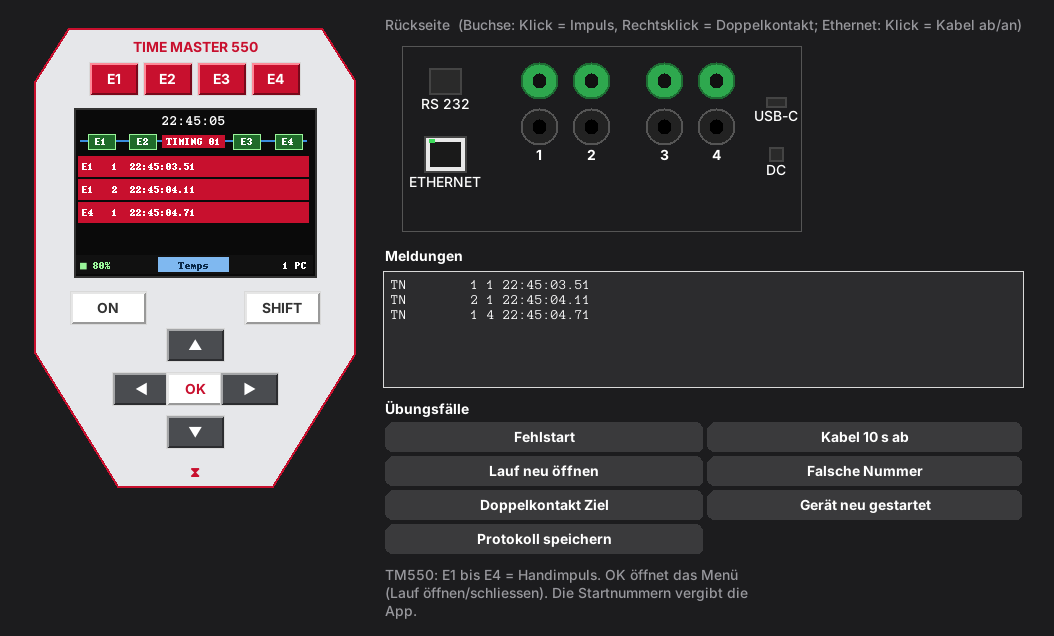 TIME MASTER 550
E1 E2 E3 E4
22:45:05
E1 E2 TIMING 01 E3 E4
E1 1 22:45:03.51
E1 2 22:45:04.11
E4 1 22:45:04.71
80% Temps 1 PC
ON SHIFT
▲
◀ OK ▶
▼
Rückseite (Buchse: Klick = Impuls, Rechtsklick = Doppelkontakt; Ethernet: Klick = Kabel ab/an)
RS 232
ETHERNET
1 2 3 4
USB-C
DC
Meldungen
TN 1 1 22:45:03.51
TN 2 1 22:45:04.11
TN 1 4 22:45:04.71
Übungsfälle
Fehlstart Kabel 10 s ab
Lauf neu öffnen Falsche Nummer
Doppelkontakt Ziel Gerät neu gestartet
Protokoll speichern
TM550: E1 bis E4 = Handimpuls. OK öffnet das Menü
(Lauf öffnen/schliessen). Die Startnummern vergibt die
App.